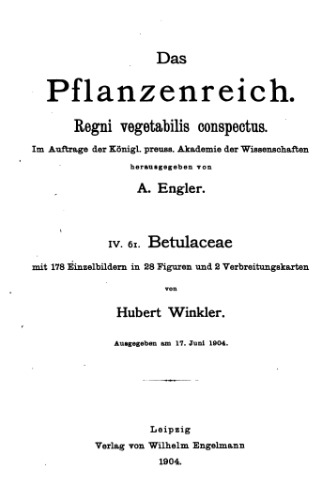 Das
Pflanzenreich.
Regni vegetabilis conspectus.
Im Auftrage der Königl. preuss. Akademie der Wissenschaften
herausgegeben von
A. Engler.
IV. 61. Betulaceae
mit 178 Einzelbildern in 28 Figuren und 2 Verbreitungskarten
von
Hubert Winkler.
Ausgegeben am 17. Juni 1904.
Leipzig
Verlag von Wilhelm Engelmann
1904.